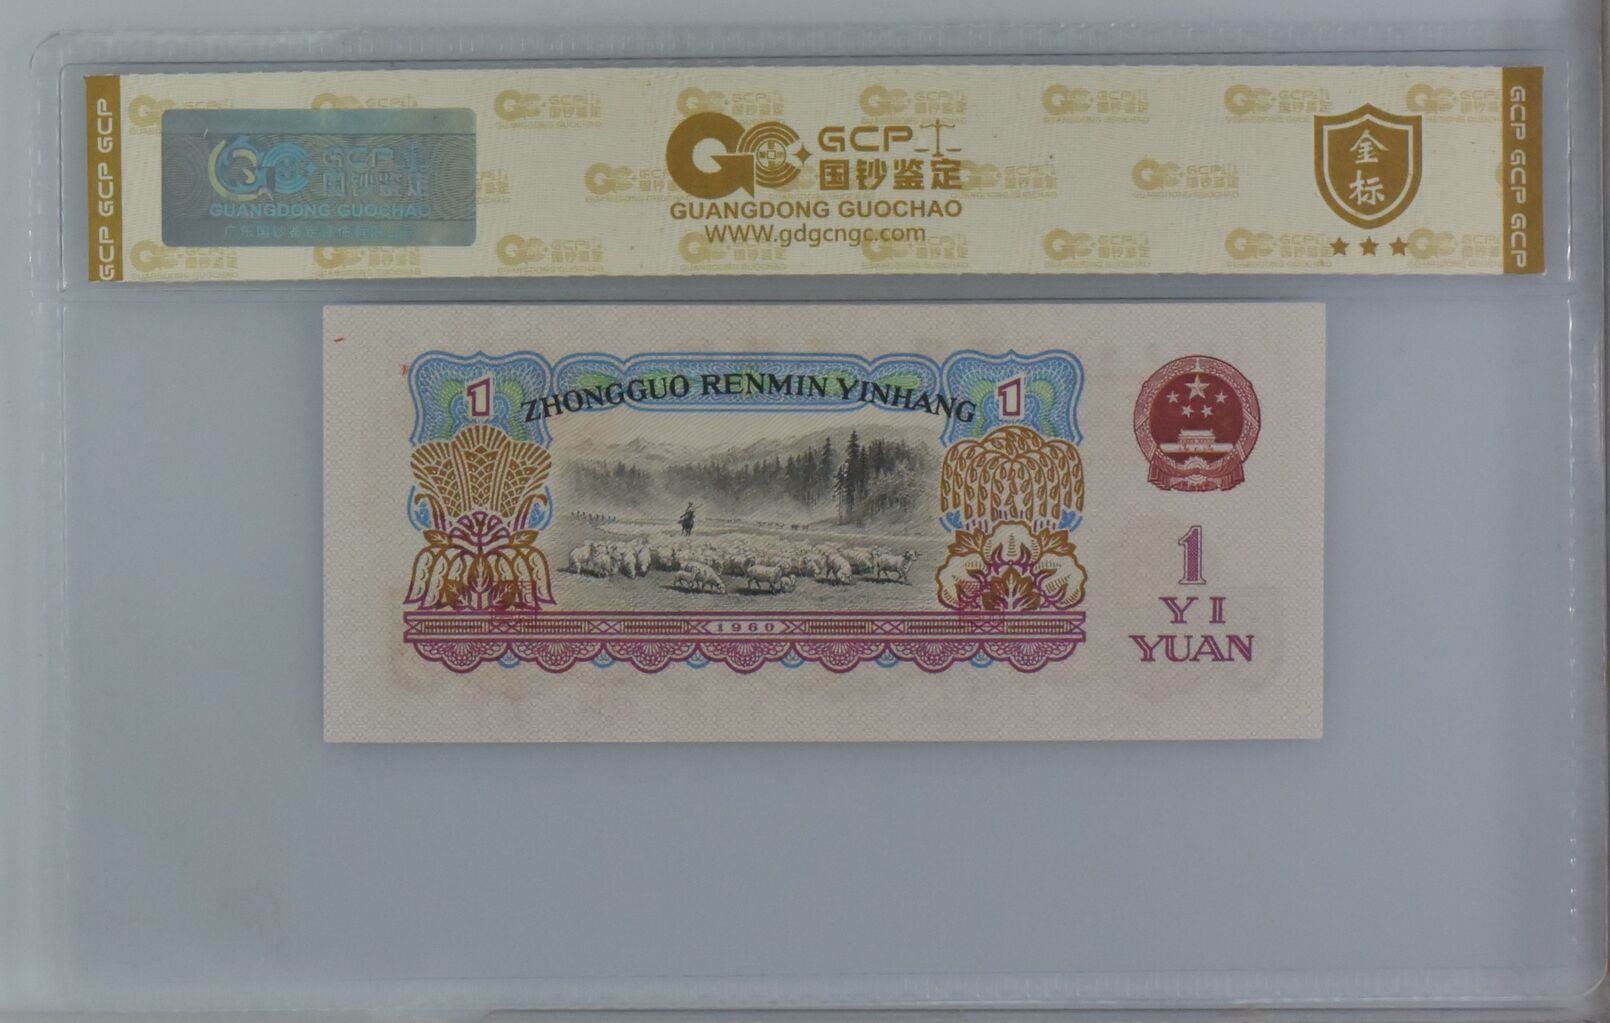 GCP GCP GCP
GCP
国钞鉴定
GUANGDONG GUOCHAO
GCP
国钞鉴定
GUANGDONG GUOCHAO
www.gdgcngc.com
金标
GCP GCP GCP
1
ZHONGGUO RENMIN YINHANG
1
1960
1
YI
YUAN